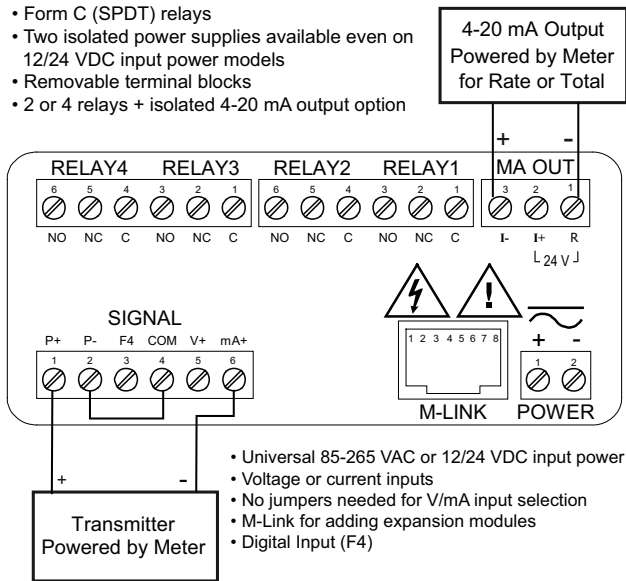 • Form C (SPDT) relays
• Two isolated power supplies available even on
12/24 VDC input power models
• Removable terminal blocks
• 2 or 4 relays + isolated 4-20 mA output option
4-20 mA Output
Powered by Meter
for Rate or Total
+ -
RELAY4 RELAY3 RELAY2 RELAY1 MA OUT
6 5 4 3 2 1 6 5 4 3 2 1 3 2 1
NO NC C NO NC C NO NC C NO NC C I- I+ R
24 V
SIGNAL
P+ P- F4 COM V+ mA+
1 2 3 4 5 6
!
1 2 3 4 5 6 7 8
+ -
1 2
M-LINK POWER
+ -
Transmitter
Powered by Meter
• Universal 85-265 VAC or 12/24 VDC input power
• Voltage or current inputs
• No jumpers needed for V/mA input selection
• M-Link for adding expansion modules
• Digital Input (F4)